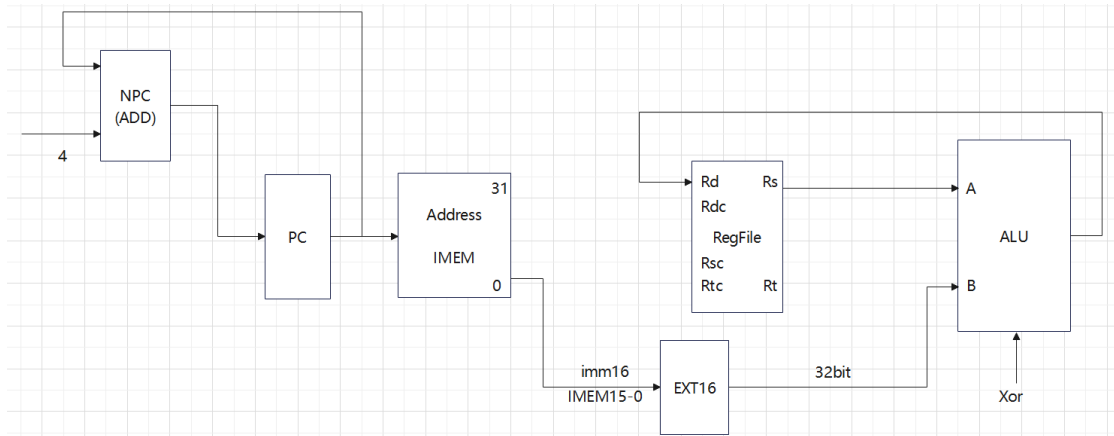 NPC
(ADD)
4
PC
31
Address
IMEM
0
imm16
IMEM15-0
EXT16
32bit
Rd Rs
Rdc
RegFile
Rsc
Rtc Rt
A
ALU
B
Xor